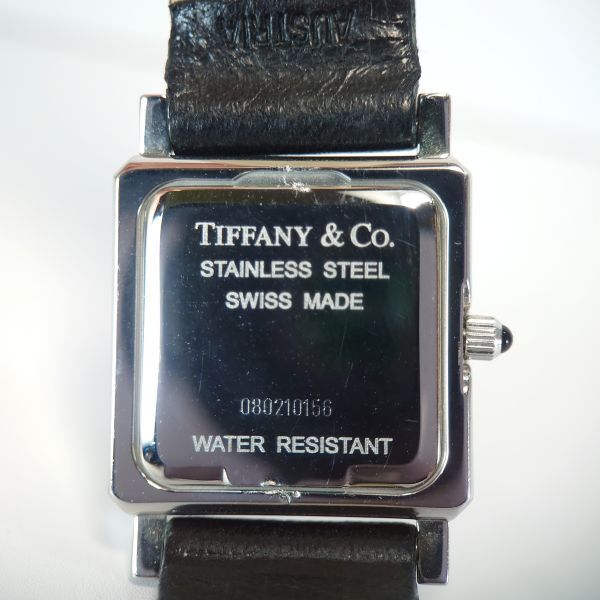 AUSTRIA
TIFFANY & CO.
STAINLESS STEEL
SWISS MADE
080210156
WATER RESISTANT